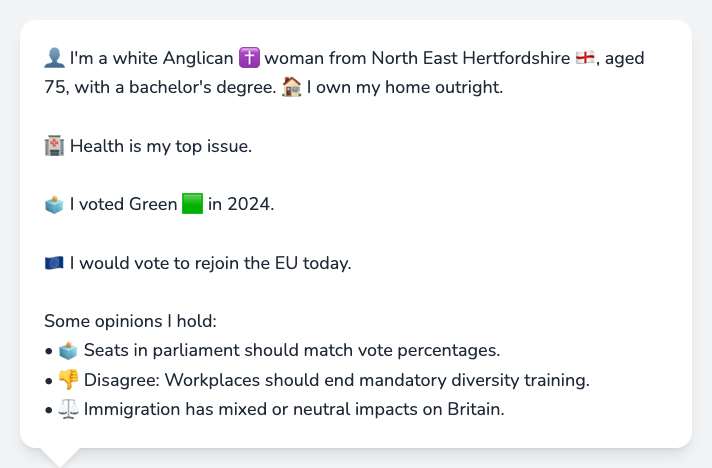 👤 I'm a white Anglican ✝️ woman from North East Hertfordshire 🏴󠁧󠁢󠁥󠁮󠁧󠁿, aged
75, with a bachelor's degree. 🏠 I own my home outright.
🏥 Health is my top issue.
🗳️ I voted Green 🟩 in 2024.
🇪🇺 I would vote to rejoin the EU today.
Some opinions I hold:
• 🗳️ Seats in parliament should match vote percentages.
• 👎 Disagree: Workplaces should end mandatory diversity training.
• ⚖️ Immigration has mixed or neutral impacts on Britain.